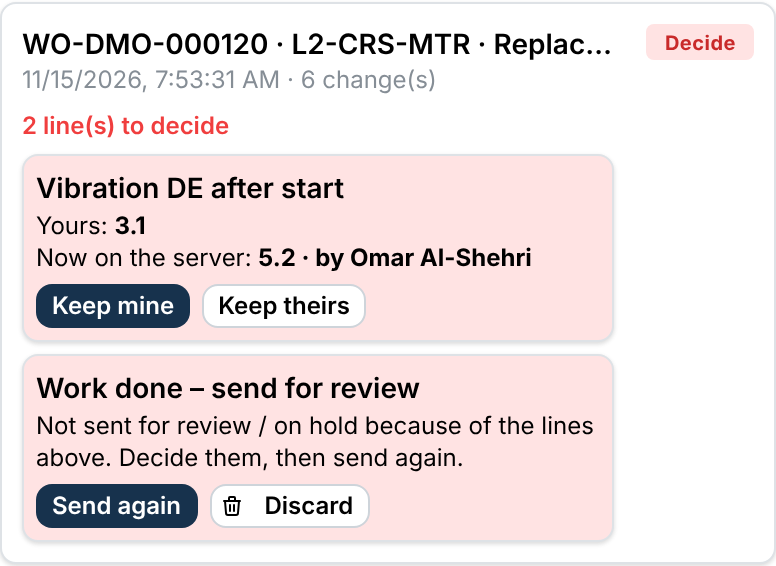 WO-DMO-000120 · L2-CRS-MTR · Replac...
Decide
11/15/2026, 7:53:31 AM · 6 change(s)
2 line(s) to decide
Vibration DE after start
Yours: 3.1
Now on the server: 5.2 · by Omar Al-Shehri
Keep mine
Keep theirs
Work done – send for review
Not sent for review / on hold because of the lines
above. Decide them, then send again.
Send again
Discard